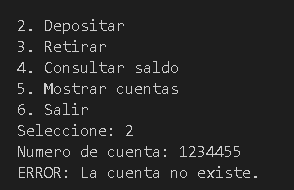 2. Depositar
3. Retirar
4. Consultar saldo
5. Mostrar cuentas
6. Salir
Seleccione: 2
Numero de cuenta: 1234455
ERROR: La cuenta no existe.